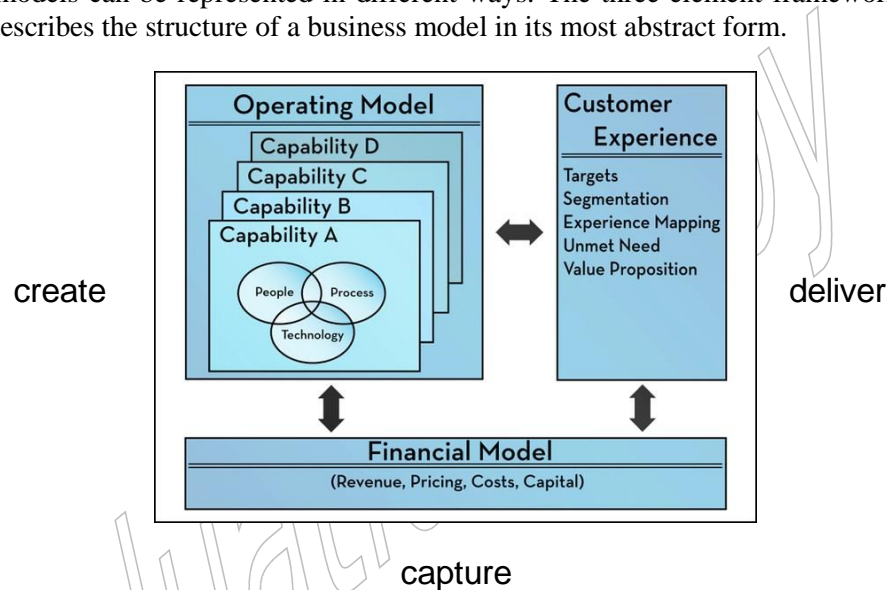 models can be represented in different ways. The three element framework
escribes the structure of a business model in its most abstract form.
Operating Model
Capability D
Capability C
Capability B
Capability A
People
Process
Technology
Customer
Experience
Targets
Segmentation
Experience Mapping
Unmet Need
Value Proposition
create
deliver
Financial Model
(Revenue, Pricing, Costs, Capital)
capture